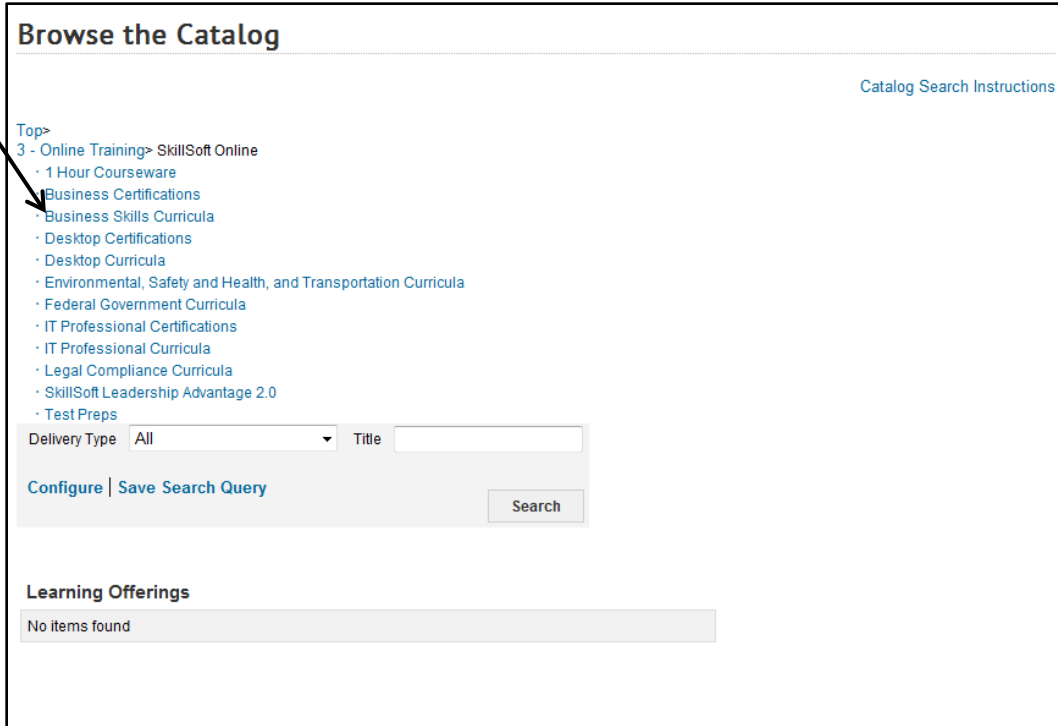 Browse the Catalog
Catalog Search Instructions
Top>
3 - Online Training> SkillSoft Online
· 1 Hour Courseware
· Business Certifications
· Business Skills Curricula
· Desktop Certifications
· Desktop Curricula
· Environmental, Safety and Health, and Transportation Curricula
· Federal Government Curricula
· IT Professional Certifications
· IT Professional Curricula
· Legal Compliance Curricula
· SkillSoft Leadership Advantage 2.0
· Test Preps
Delivery Type All Title
Configure | Save Search Query
Search
Learning Offerings
No items found